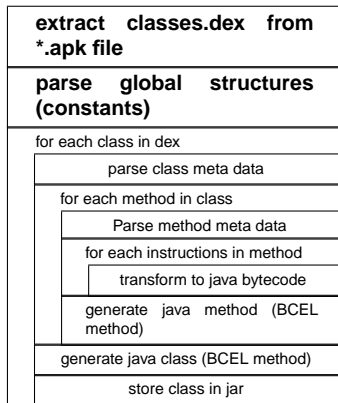 extract classes.dex from
*.apk file
parse global structures
(constants)
for each class in dex
parse class meta data
for each method in class
Parse method meta data
for each instructions in method
transform to java bytecode
generate java method (BCEL
method)
generate java class (BCEL method)
store class in jar